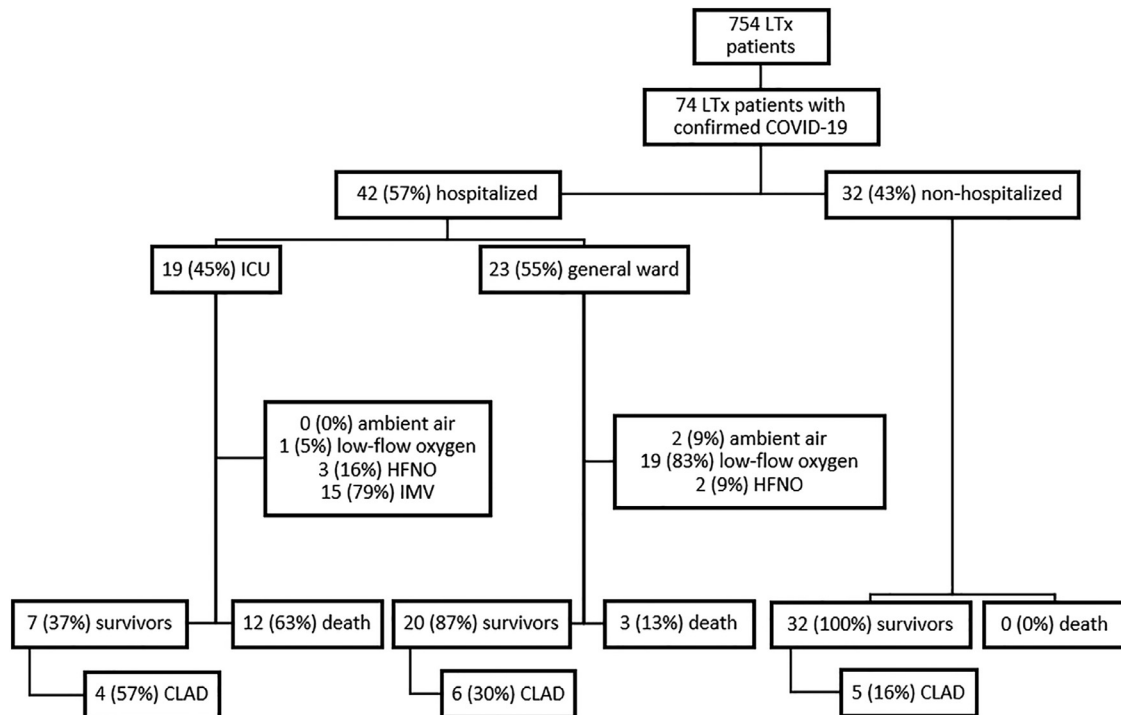 754 LTx
patients
74 LTx patients with
confirmed COVID-19
42 (57%) hospitalized
32 (43%) non-hospitalized
19 (45%) ICU
23 (55%) general ward
0 (0%) ambient air
1 (5%) low-flow oxygen
3 (16%) HFNO
15 (79%) IMV
2 (9%) ambient air
19 (83%) low-flow oxygen
2 (9%) HFNO
7 (37%) survivors
12 (63%) death
20 (87%) survivors
3 (13%) death
32 (100%) survivors
0 (0%) death
4 (57%) CLAD
6 (30%) CLAD
5 (16%) CLAD